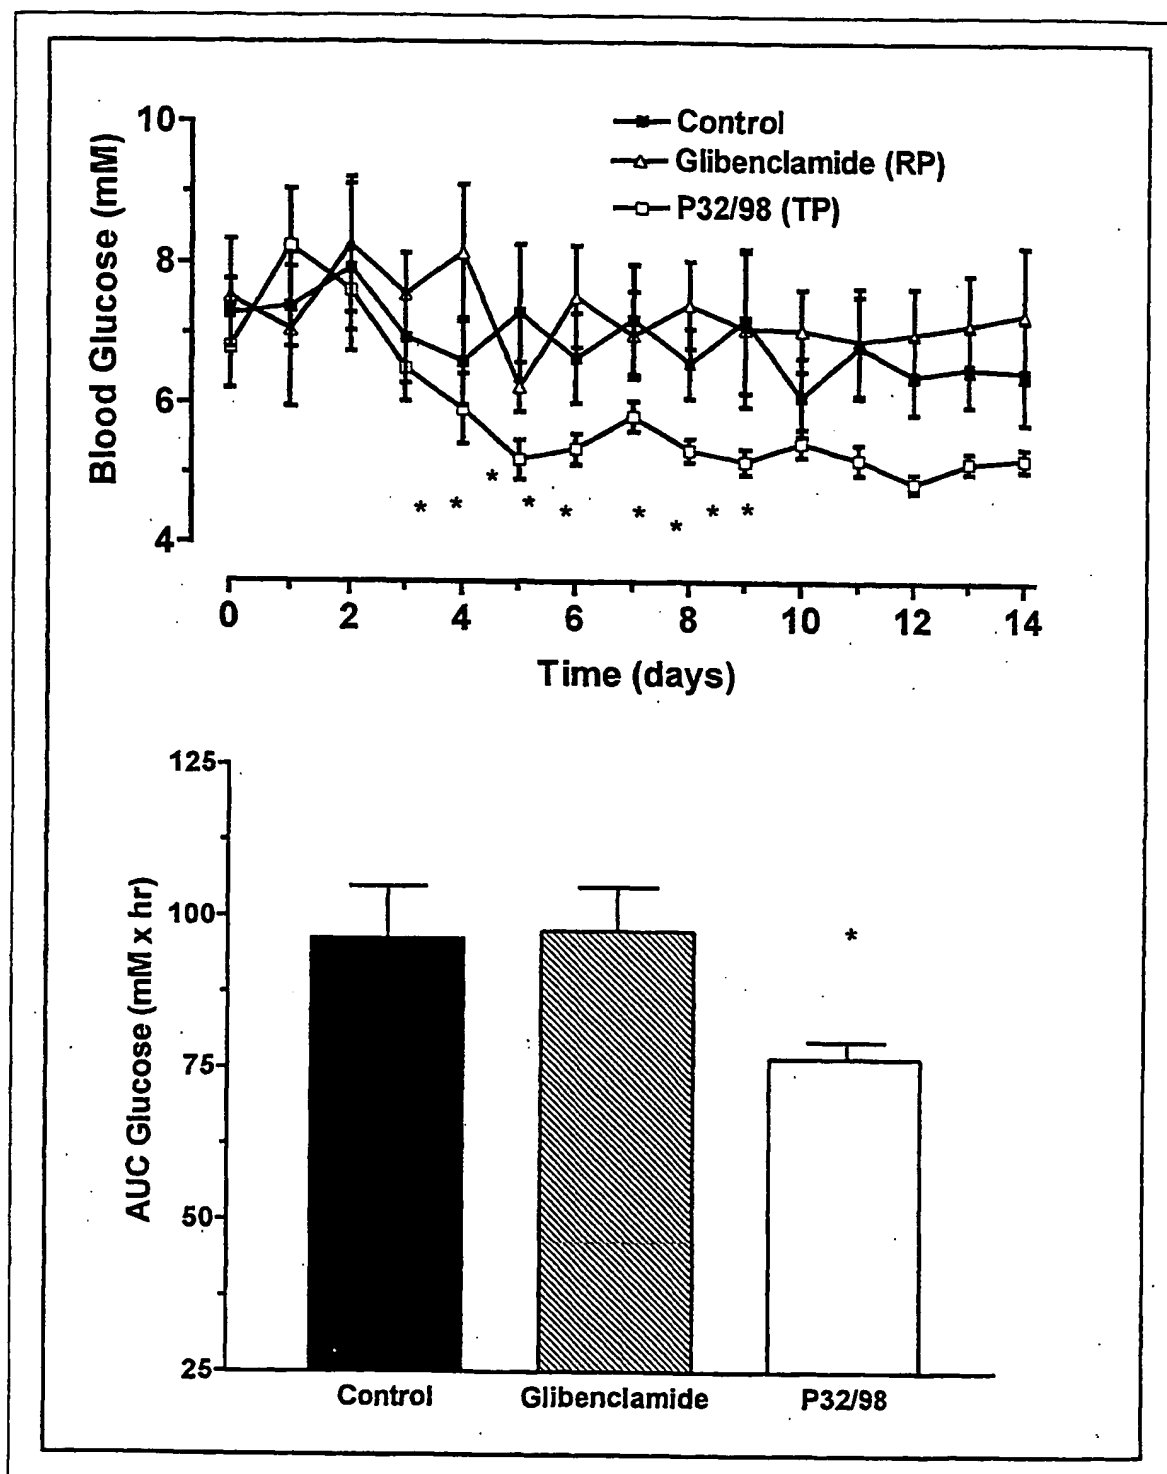 10
8
6
4
Blood Glucose (mM)
Control
Glibenclamide (RP)
P32/98 (TP)
* * * * * * * * *
0 2 4 6 8 10 12 14
Time (days)
125
100
75
50
25
AUC Glucose (mM x hr)
*
Control Glibenclamide P32/98